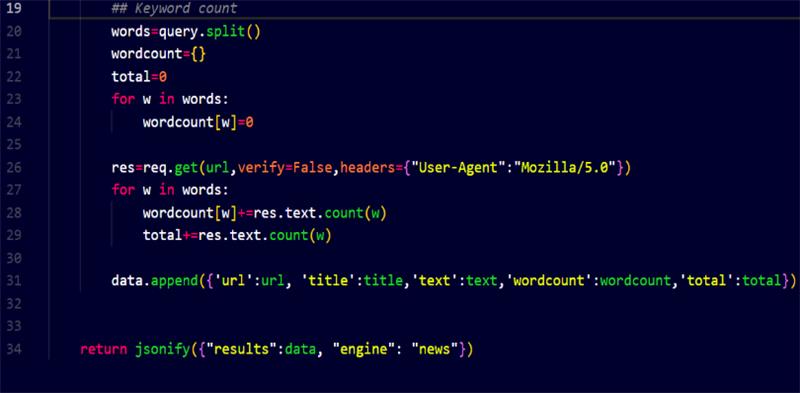 19 ## Keyword count
20 words=query.split()
21 wordcount={}
22 total=0
23 for w in words:
24 wordcount[w]=0
25
26 res=req.get(url,verify=False,headers={"User-Agent":"Mozilla/5.0"})
27 for w in words:
28 wordcount[w]+=res.text.count(w)
29 total+=res.text.count(w)
30
31 data.append({'url':url, 'title':title,'text':text,'wordcount':wordcount,'total':total})
32
33
34 return jsonify({"results":data, "engine": "news"})